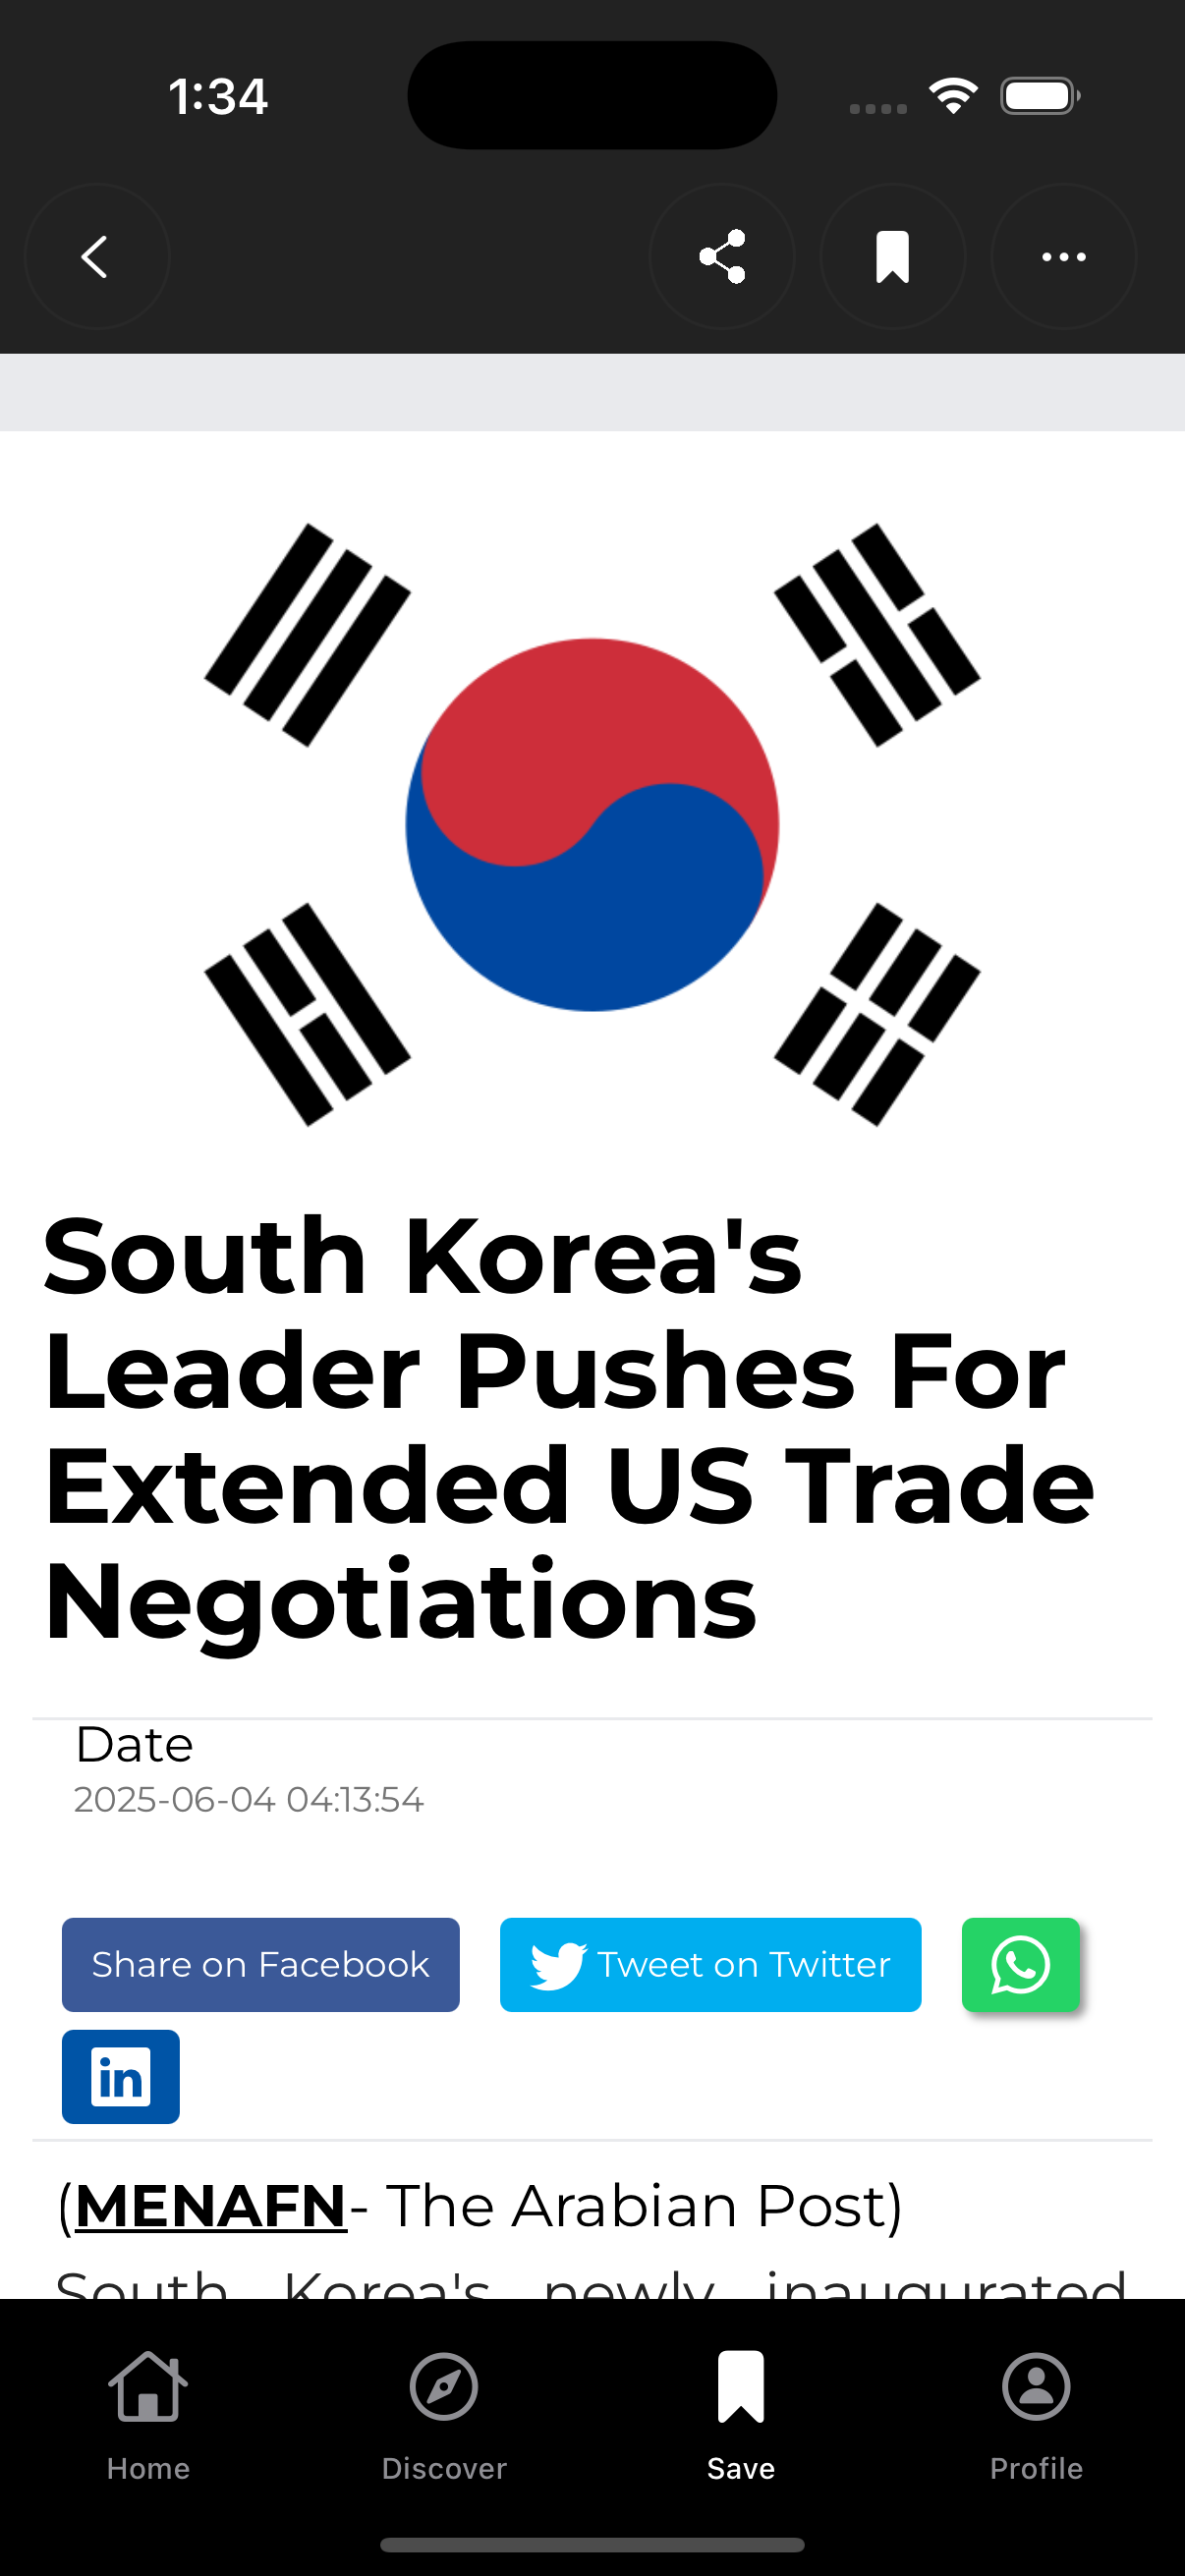 1:34
South Korea's
Leader Pushes For
Extended US Trade
Negotiations
Date
2025-06-04 04:13:54
Share on Facebook
Tweet on Twitter
in
(MENAFN- The Arabian Post)
South Korea's newly inaugurated
Home
Discover
Save
Profile